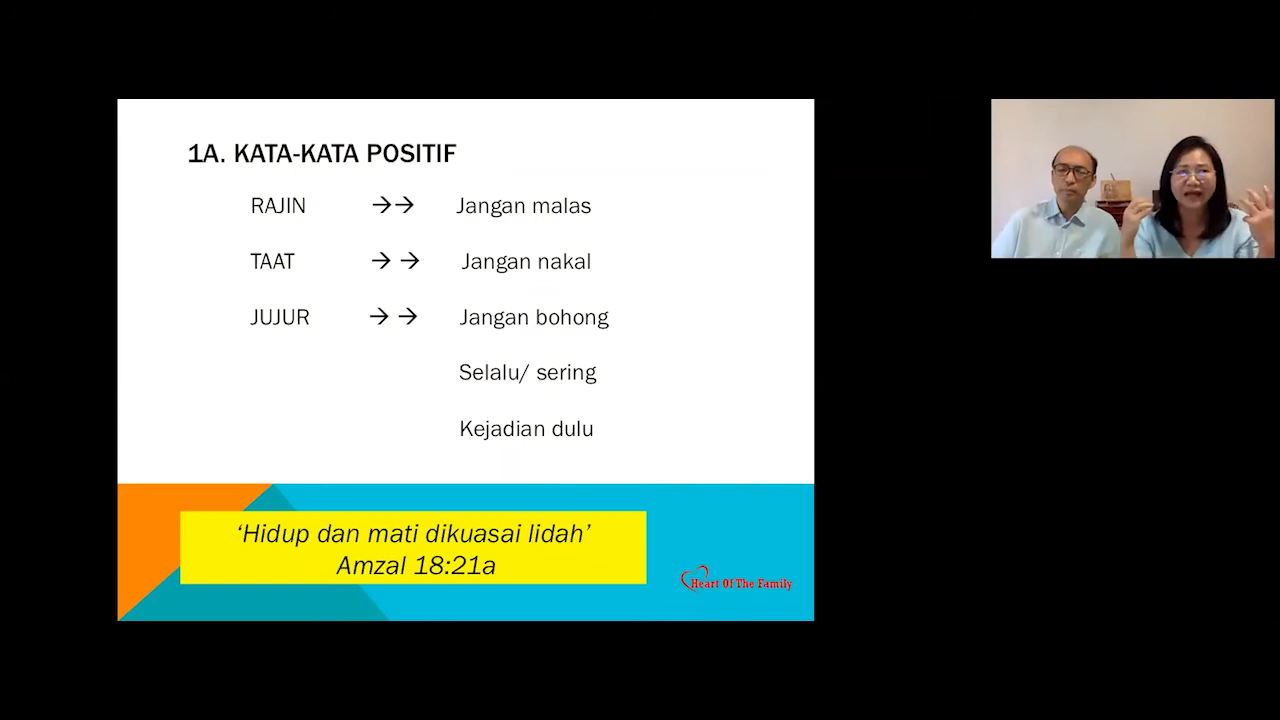 1A. KATA-KATA POSITIF
RAJIN →→ Jangan malas
TAAT → → Jangan nakal
JUJUR → → Jangan bohong
Selalu/ sering
Kejadian dulu
‘Hidup dan mati dikuasai lidah’
Amzal 18:21a
Heart Of The Family